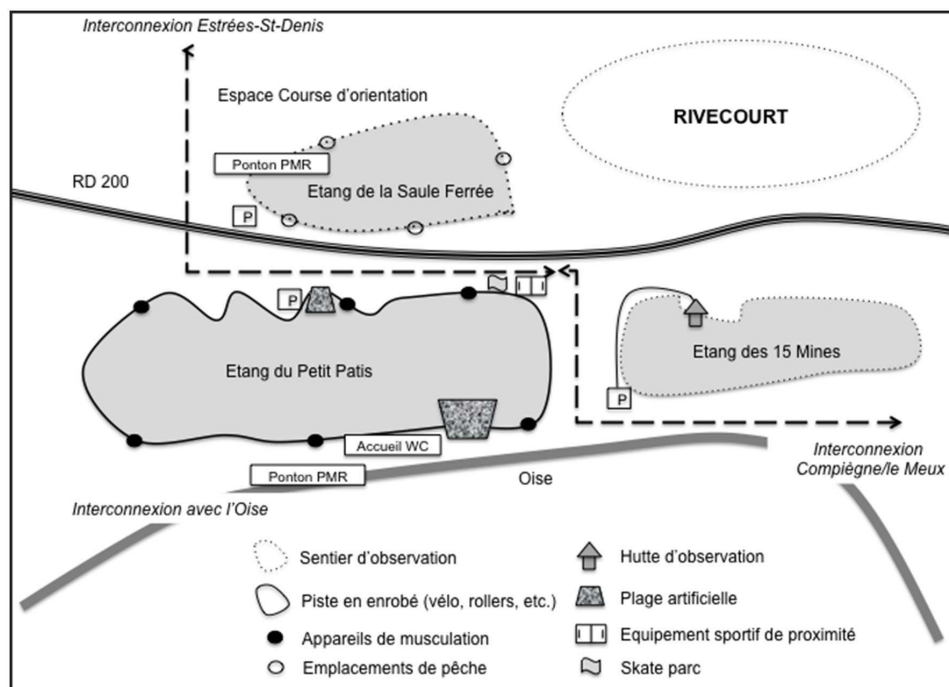 Interconnexion Estrées-St-Denis
Espace Course d'orientation
RIVECOURT
Ponton PMR
RD 200
Etang de la Saule Ferrée
P
P
Etang du Petit Patis
Etang des 15 Mines
P
Accueil WC
Ponton PMR
Oise
Interconnexion
Compiègne/le Meux
Interconnexion avec l'Oise
Sentier d'observation
Hutte d'observation
Piste en enrobé (vélo, rollers, etc.)
Plage artificielle
Appareils de musculation
Equipement sportif de proximité
Emplacements de pêche
Skate parc